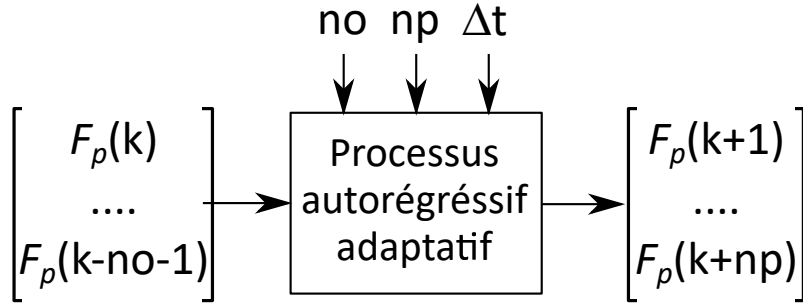 no np Δt
F_p(k)
....
F_p(k-no-1)
Processus
autorégréssif
adaptatif
F_p(k+1)
....
F_p(k+np)